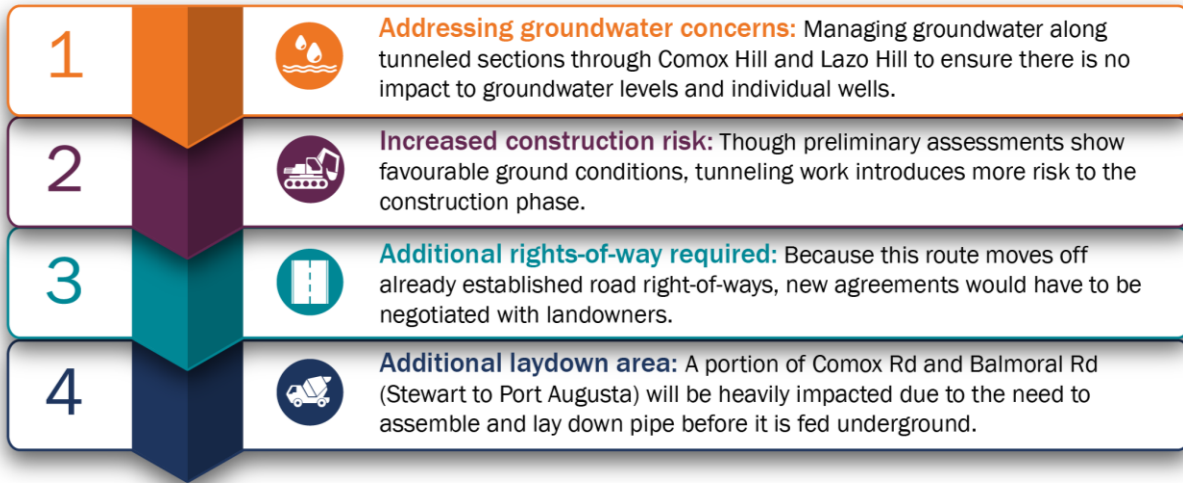 1
Addressing groundwater concerns: Managing groundwater along
tunneled sections through Comox Hill and Lazo Hill to ensure there is no
impact to groundwater levels and individual wells.
2
Increased construction risk: Though preliminary assessments show
favourable ground conditions, tunneling work introduces more risk to the
construction phase.
3
Additional rights-of-way required: Because this route moves off
already established road right-of-ways, new agreements would have to be
negotiated with landowners.
4
Additional laydown area: A portion of Comox Rd and Balmoral Rd
(Stewart to Port Augusta) will be heavily impacted due to the need to
assemble and lay down pipe before it is fed underground.